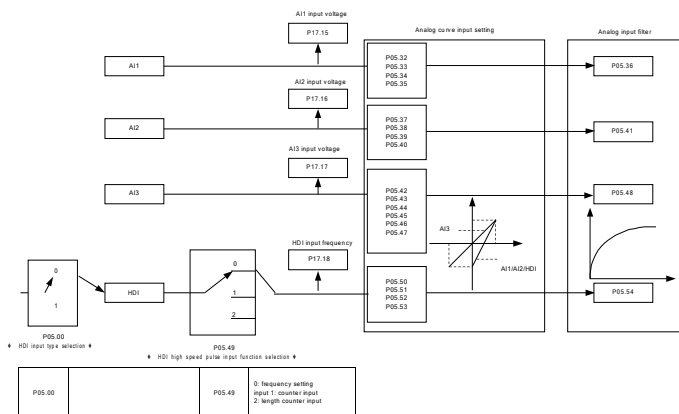 AI1 input voltage
P17.15
Analog curve input setting
Analog input filter
AI1
P05.32
P05.33
P05.34
P05.35
P05.36
AI2 input voltage
P17.16
AI2
P05.37
P05.38
P05.39
P05.40
P05.41
AI3 input voltage
P17.17
AI3
P05.42
P05.43
P05.44
P05.45
P05.46
P05.47
P05.48
AI3
AI1/AI2/HDI
HDI input frequency
P17.18
0
1
HDI
0
1
2
P05.50
P05.51
P05.52
P05.53
P05.54
P05.00
HDI input type selection
P05.49
HDI high speed pulse input function selection
P05.00
P05.49
0: frequency setting
input 1: counter input
2: length counter input